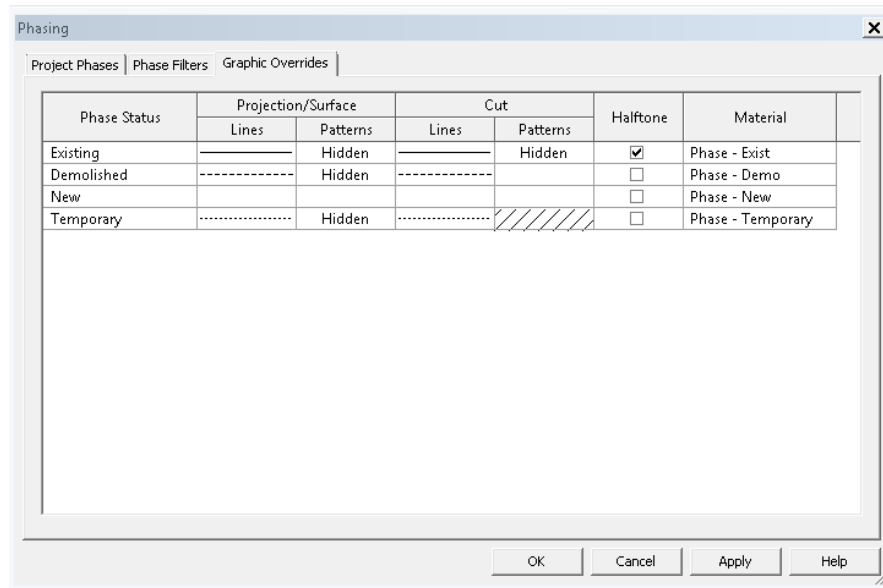 Phasing
Project Phases Phase Filters Graphic Overrides
Phase Status Projection/Surface Cut Halftone Material
Lines Patterns Lines Patterns
Existing Hidden Hidden Phase - Exist
Demolished Hidden Phase - Demo
New Phase - New
Temporary Hidden Phase - Temporary
OK Cancel Apply Help